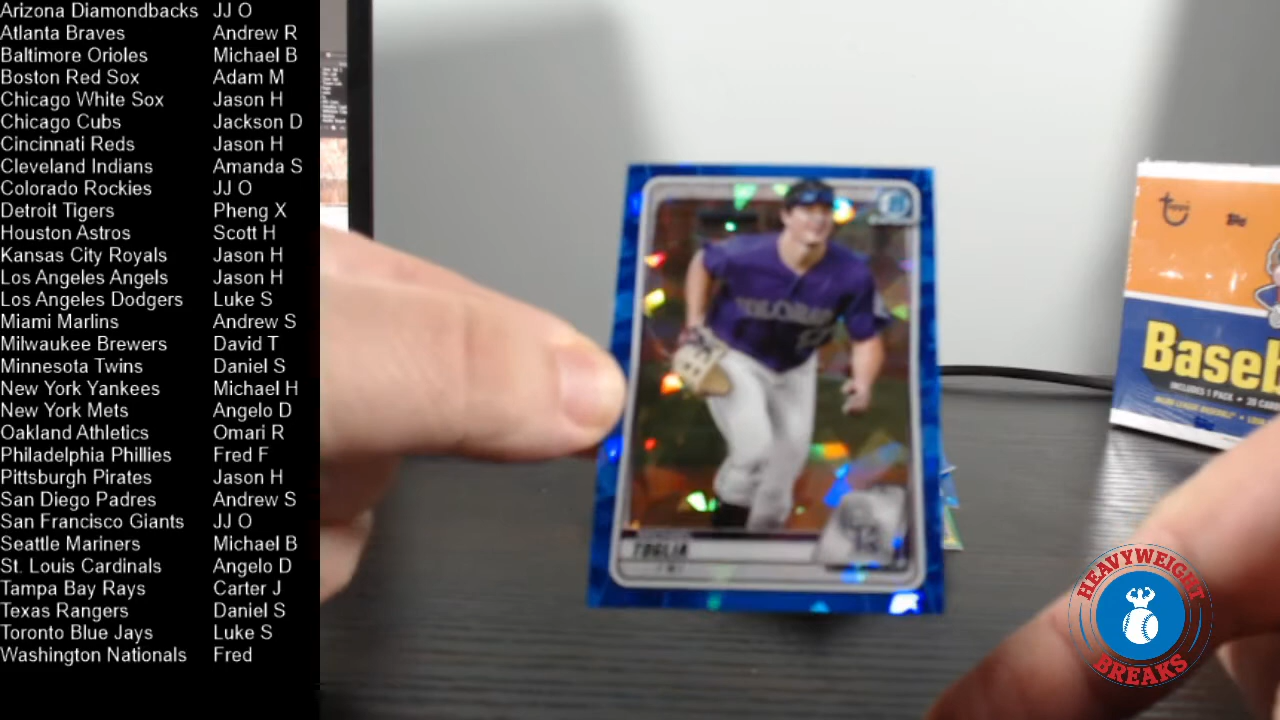 Arizona Diamondbacks JJ O
Atlanta Braves Andrew R
Baltimore Orioles Michael B
Boston Red Sox Adam M
Chicago White Sox Jason H
Chicago Cubs Jackson D
Cincinnati Reds Jason H
Cleveland Indians Amanda S
Colorado Rockies JJ O
Detroit Tigers Pheng X
Houston Astros Scott H
Kansas City Royals Jason H
Los Angeles Angels Jason H
Los Angeles Dodgers Luke S
Miami Marlins Andrew S
Milwaukee Brewers David T
Minnesota Twins Daniel S
New York Yankees Michael H
New York Mets Angelo D
Oakland Athletics Omari R
Philadelphia Phillies Fred F
Pittsburgh Pirates Jason H
San Diego Padres Andrew S
San Francisco Giants JJ O
Seattle Mariners Michael B
St. Louis Cardinals Angelo D
Tampa Bay Rays Carter J
Texas Rangers Daniel S
Toronto Blue Jays Luke S
Washington Nationals Fred
COLORADO
TOGLIA
topps
Baseb
INCLUDES 1 PACK
HEAVYWEIGHT
BREAKS